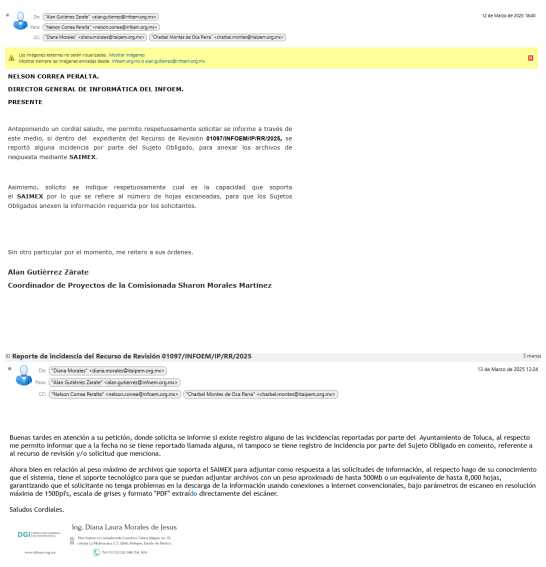 De: "Alan Gutiérrez Zarate" <alan.gutierrez@infoem.org.mx>
12 de Marzo de 2025 18:40
Para: "Nelson Correa Peralta" <nelson.correa@infoem.org.mx>
CC: "Diana Morales" <diana.morales@itaipem.org.mx> "Charbel Montes de Oca Parra" <charbel.montes@itaipem.org.mx>
Las imágenes externas no serán visualizadas. Mostrar imágenes
Mostrar siempre las imágenes enviadas desde infoem.org.mx o alan.gutierrez@infoem.org.mx
NELSON CORREA PERALTA.
DIRECTOR GENERAL DE INFORMÁTICA DEL INFOEM.
PRESENTE
Anteponiendo un cordial saludo, me permito respetuosamente solicitar se informe a través de
este medio, si dentro del expediente del Recurso de Revisión 01097/INFOEM/IP/RR/2025, se
reportó alguna incidencia por parte del Sujeto Obligado, para anexar los archivos de
respuesta mediante SAIMEX.
Asimismo, solicito se indique respetuosamente cual es la capacidad que soporta
el SAIMEX por lo que se refiere al número de hojas escaneadas, para que los Sujetos
Obligados anexen la información requerida por los solicitantes.
Sin otro particular por el momento, me reitero a sus órdenes.
Alan Gutiérrez Zárate
Coordinador de Proyectos de la Comisionada Sharon Morales Martínez
Reporte de incidencia del Recurso de Revisión 01097/INFOEM/IP/RR/2025
3 mensa
De: "Diana Morales" <diana.morales@itaipem.org.mx>
13 de Marzo de 2025 12:24
Para: "Alan Gutiérrez Zarate" <alan.gutierrez@infoem.org.mx>
CC: "Nelson Correa Peralta" <nelson.correa@infoem.org.mx> "Charbel Montes de Oca Parra" <charbel.montes@itaipem.org.mx>
Buenas tardes en atención a su petición, donde solicita se informe si existe registro alguno de las incidencias reportadas por parte del Ayuntamiento de Toluca, al respecto
me permito informar que a la fecha no se tiene reportado llamada alguna, ni tampoco se tiene registro de incidencia por parte del Sujeto Obligado en comento, referente a
al recurso de revisión y/o solicitud que menciona.
Ahora bien en relación al peso máximo de archivos que soporta el SAIMEX para adjuntar como respuesta a las solicitudes de Información, al respecto hago de su conocimiento
que el sistema, tiene el soporte tecnológico para que se puedan adjuntar archivos con un peso aproximado de hasta 500Mb o un equivalente de hasta 8,000 hojas,
garantizando que el solicitante no tenga problemas en la descarga de la información usando conexiones a internet convencionales, bajo parámetros de escaneo en resolución
máxima de 150Dpi's, escala de grises y formato "PDF" extraído directamente del escáner.
Saludos Cordiales.
Ing. Diana Laura Morales de Jesús
DGI
www.infoem.org.mx